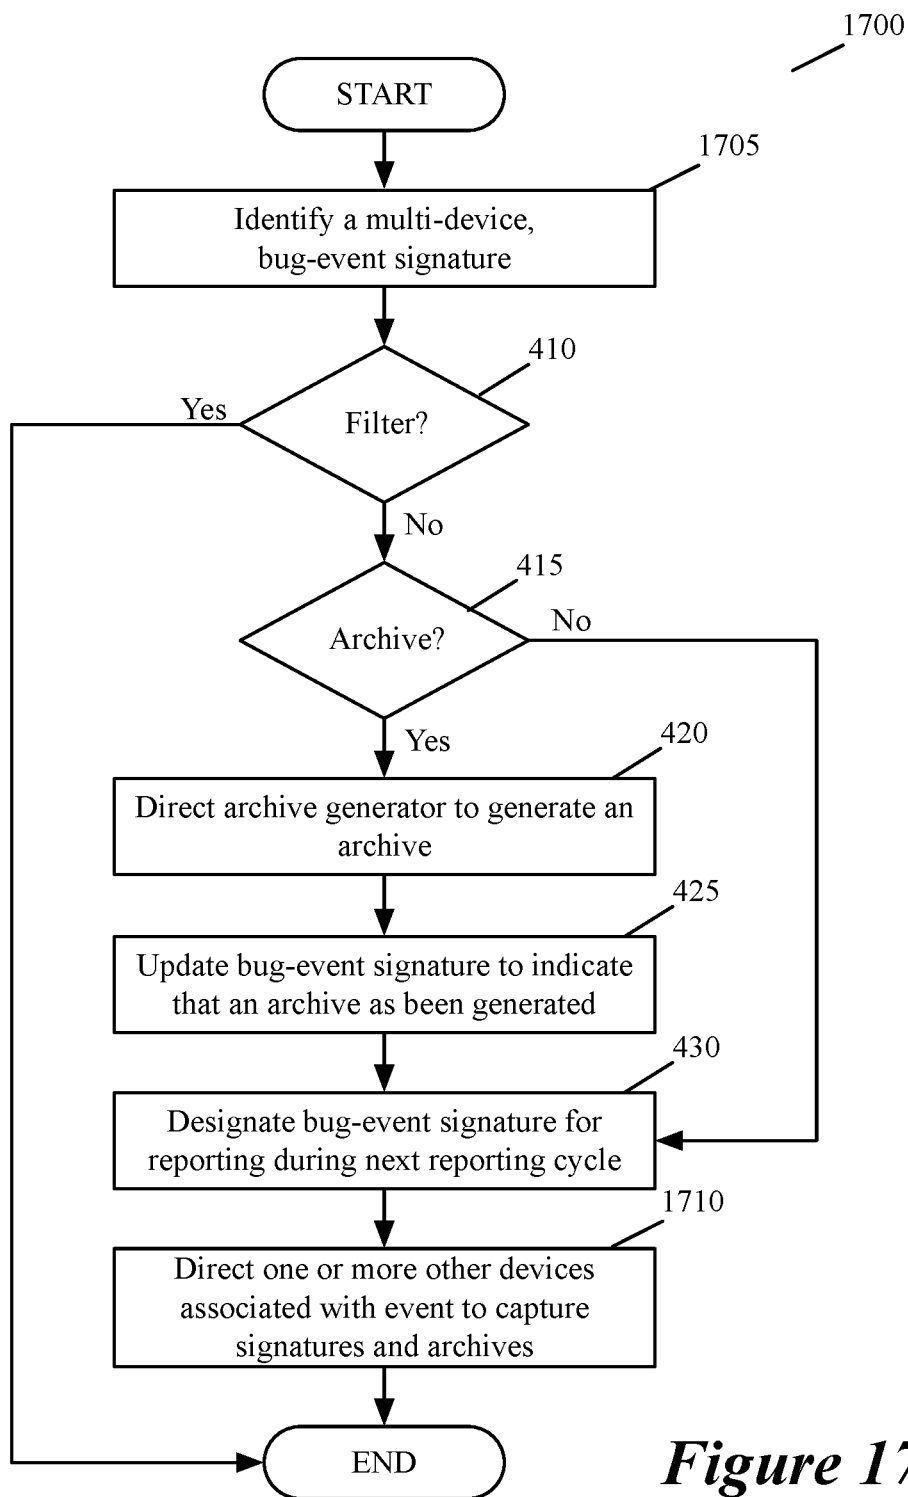 1700
START
1705
Identify a multi-device,
bug-event signature
410
Yes
Filter?
No
415
No
Archive?
Yes
420
Direct archive generator to generate an
archive
425
Update bug-event signature to indicate
that an archive as been generated
430
Designate bug-event signature for
reporting during next reporting cycle
1710
Direct one or more other devices
associated with event to capture
signatures and archives
END
Figure 17